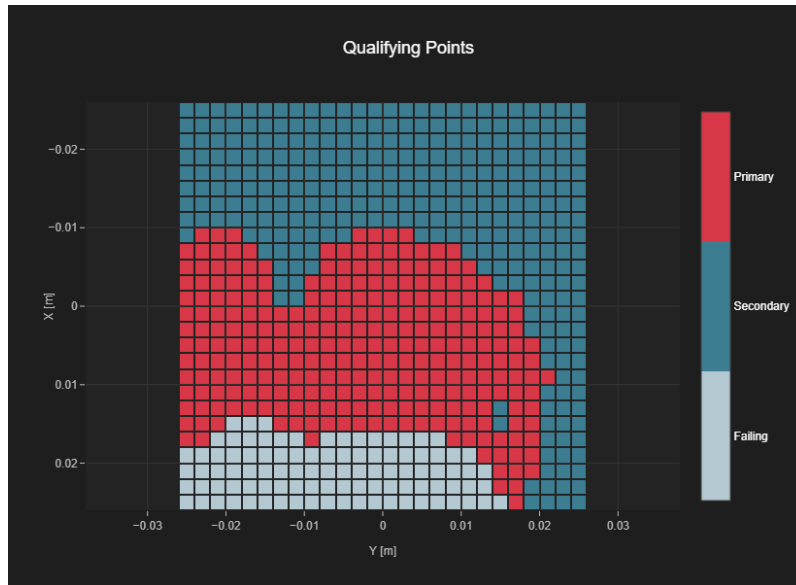 Qualifying Points
−0.02
−0.01
0
0.01
0.02
X [m]
−0.03
−0.02
−0.01
0
0.01
0.02
0.03
Y [m]
Primary
Secondary
Failing